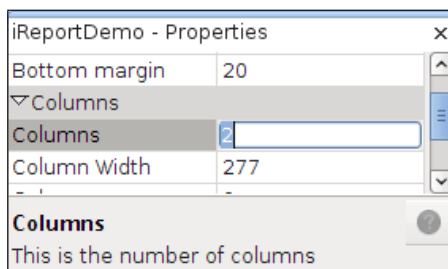 iReportDemo - Properties x
Bottom margin 20
Columns
Columns 2
Column Width 277
Columns
This is the number of columns